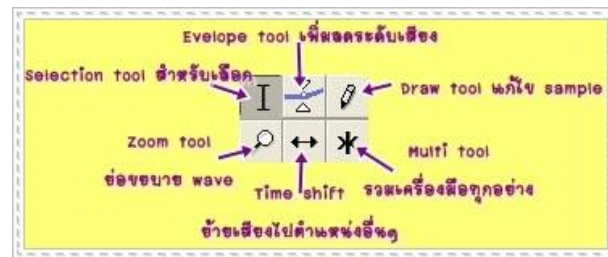 Evelope tool เพิ่มลดระดับเสียง
Selection tool สำหรับเลือก
Draw tool แก้ไข sample
Zoom tool
ย่อขยาย wave
Multi tool
รวมเครื่องมือทุกอย่าง
Time shift
ย้ายเสียงไปตำแหน่งอื่นๆ